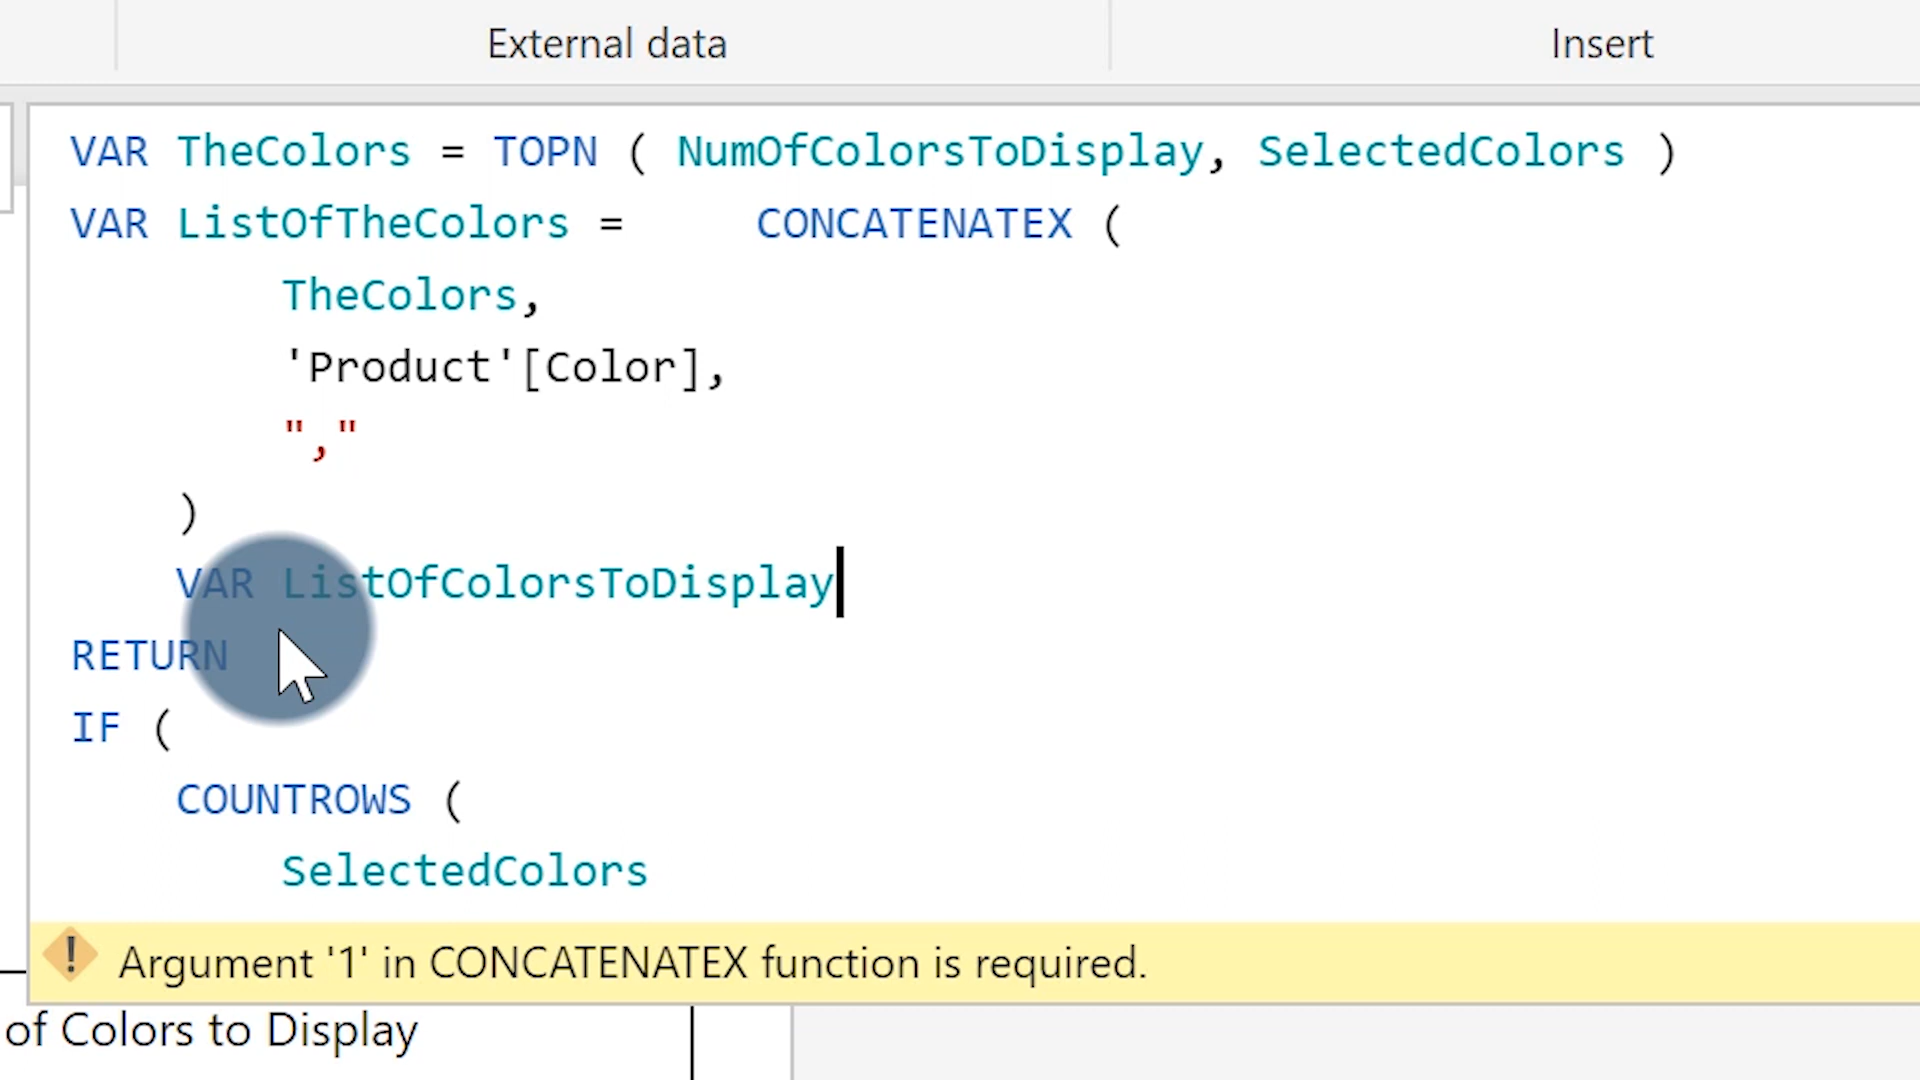 External data
Insert
VAR TheColors = TOPN ( NumOfColorsToDisplay, SelectedColors )
VAR ListOfTheColors =     CONCATENATEX (
TheColors,
'Product'[Color],
","
)
VAR ListOfColorsToDisplay
RETURN
IF (
COUNTROWS (
SelectedColors
! Argument '1' in CONCATENATEX function is required.
of Colors to Display